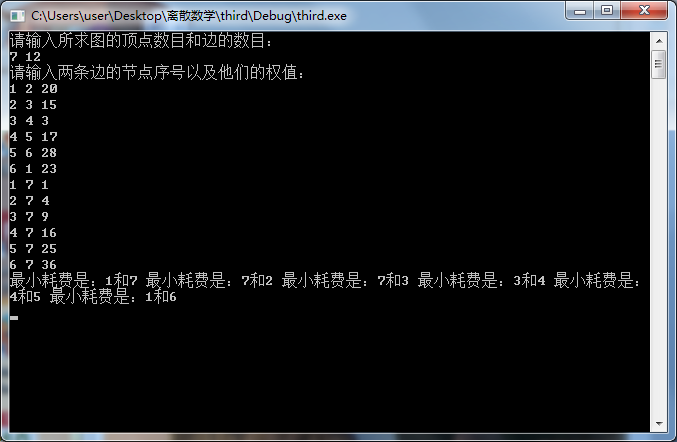 C:\Users\user\Desktop\离散数学\third\Debug\third.exe
请输入所求图的顶点数目和边的数目：
7 12
请输入两条边的节点序号以及他们的权值：
1 2 20
2 3 15
3 4 3
4 5 17
5 6 28
6 1 23
1 7 1
2 7 4
3 7 9
4 7 16
5 7 25
6 7 36
最小耗费是：1和7 最小耗费是：7和2 最小耗费是：7和3 最小耗费是：3和4 最小耗费是：
4和5 最小耗费是：1和6